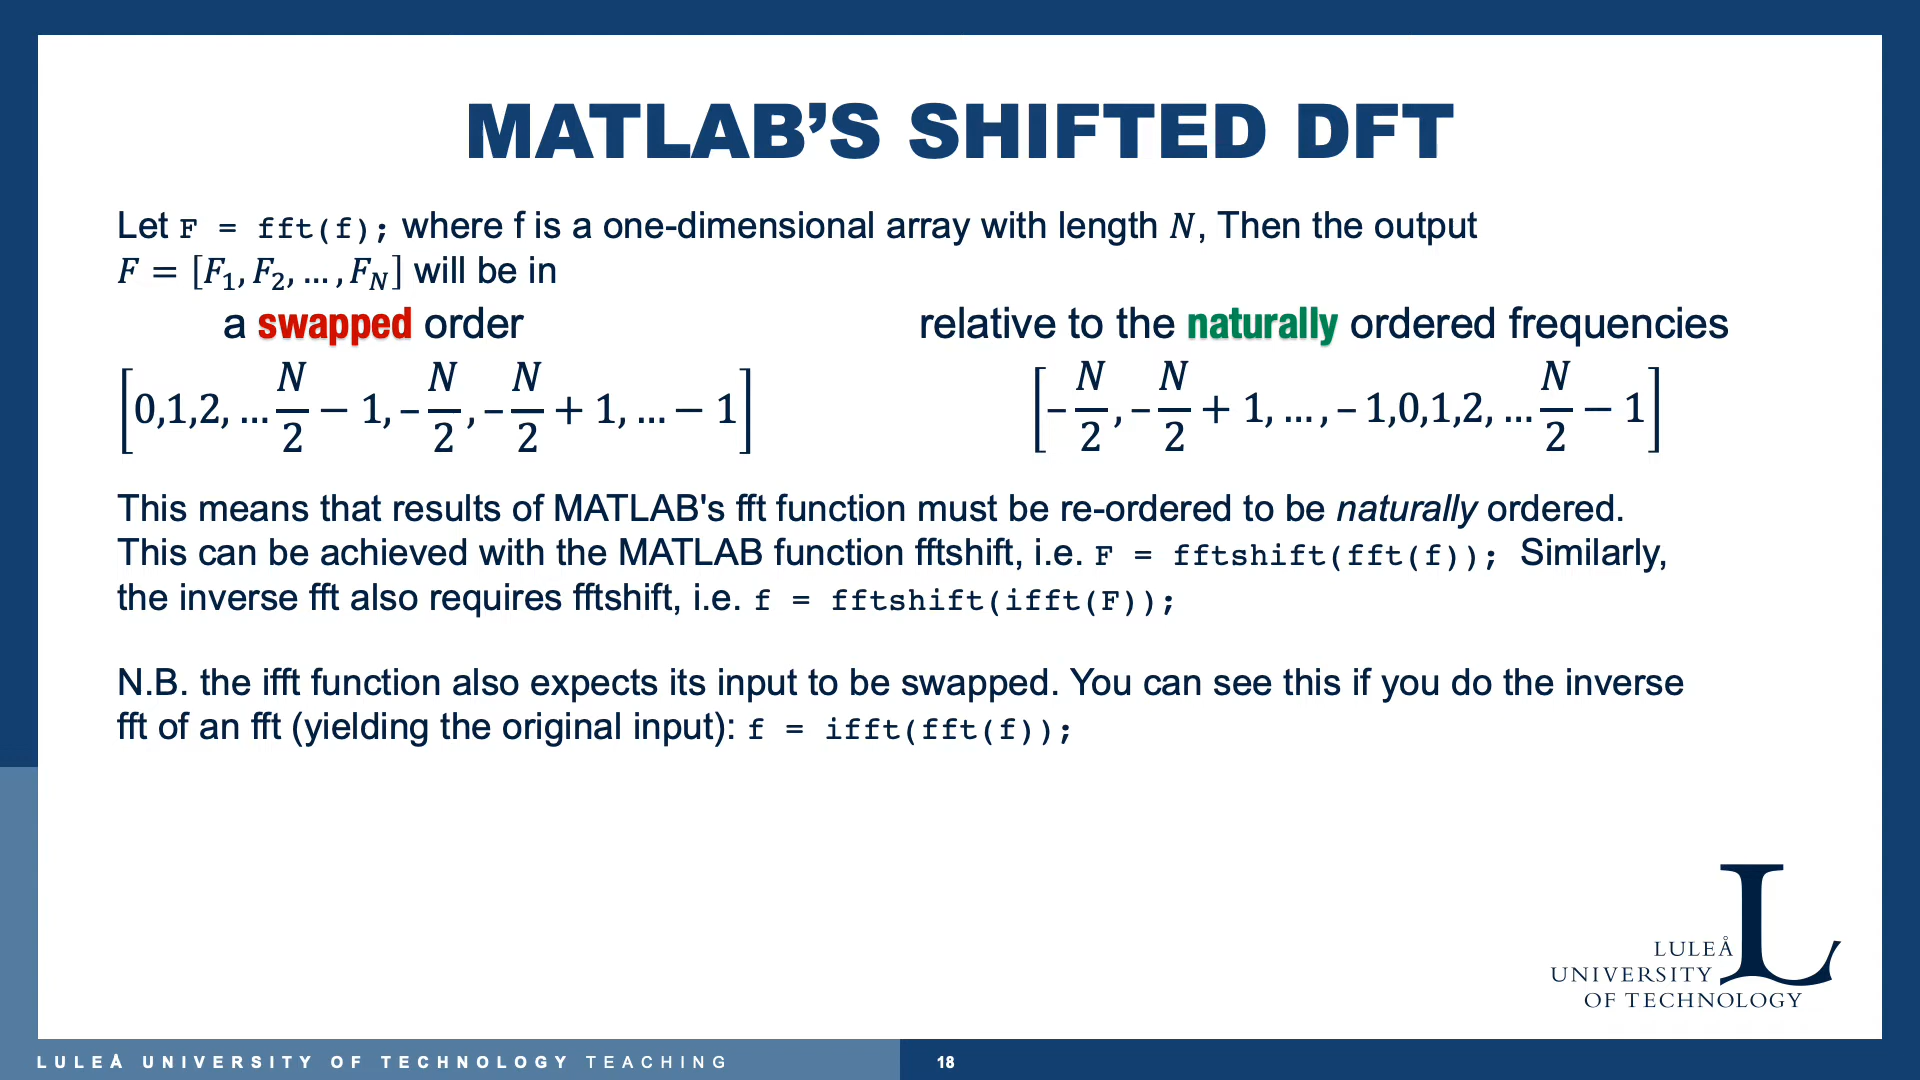 MATLAB’S SHIFTED DFT
Let F = fft(f); where f is a one-dimensional array with length N, Then the output
F = [F₁, F₂, … , F_N] will be in
a swapped order
relative to the naturally ordered frequencies
[0,1,2, … N/2 − 1, −N/2, −N/2 + 1, … − 1]
[−N/2, −N/2 + 1, … , −1,0,1,2, … N/2 − 1]
This means that results of MATLAB's fft function must be re-ordered to be naturally ordered.
This can be achieved with the MATLAB function fftshift, i.e. F = fftshift(fft(f)); Similarly,
the inverse fft also requires fftshift, i.e. f = fftshift(ifft(F));
N.B. the ifft function also expects its input to be swapped. You can see this if you do the inverse
fft of an fft (yielding the original input): f = ifft(fft(f));
LULEÅ
UNIVERSITY
OF TECHNOLOGY
L
LULEÅ UNIVERSITY OF TECHNOLOGY TEACHING
18